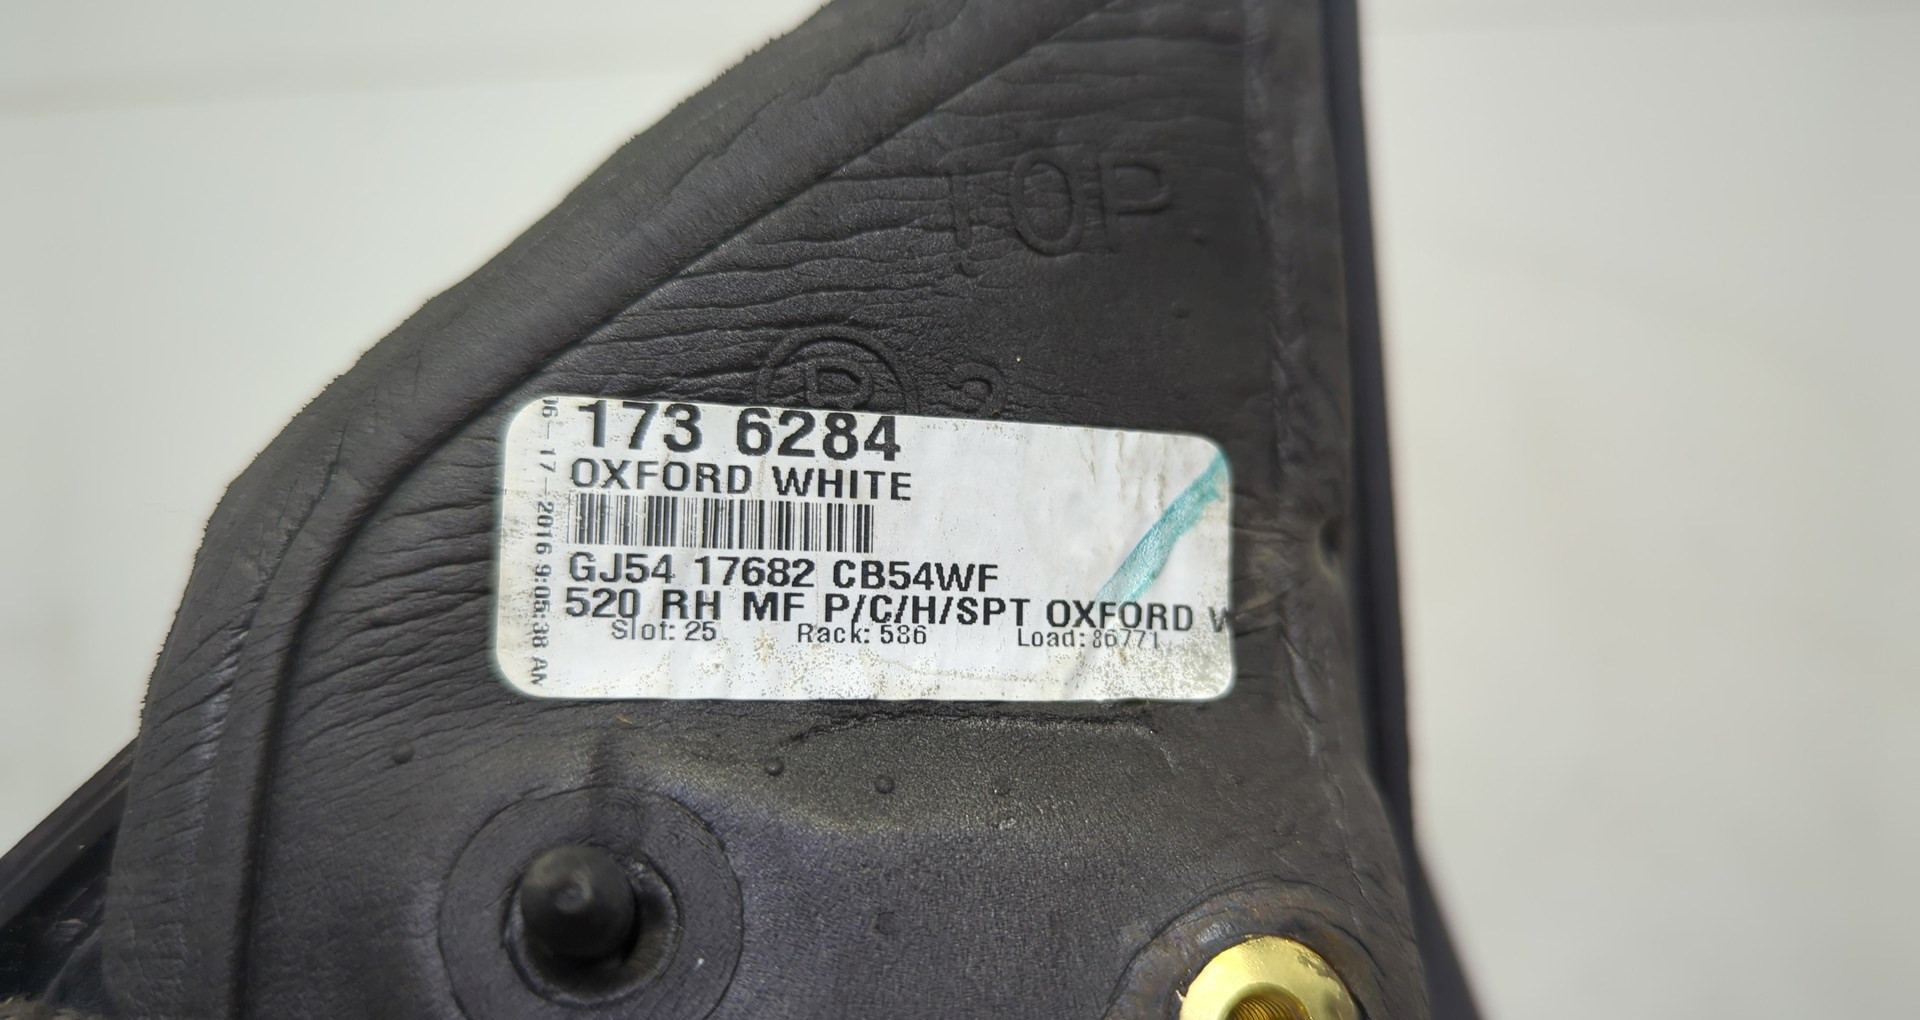 TOP
P 3
173 6284
OXFORD WHITE
GJ54 17682 CB54WF
520 RH MF P/C/H/SPT OXFORD W
Slot: 25 Rack: 586 Load: 86771
06-17-2016 9:05:38 AM